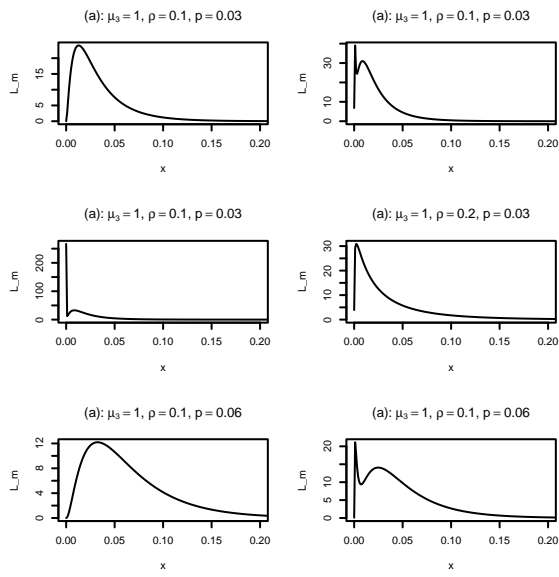 (a): μ₃ = 1, ρ = 0.1, p = 0.03
L_m
0 5 15
0.00 0.05 0.10 0.15 0.20
x
(a): μ₃ = 1, ρ = 0.1, p = 0.03
L_m
0 10 30
0.00 0.05 0.10 0.15 0.20
x
(a): μ₃ = 1, ρ = 0.1, p = 0.03
L_m
0 100 200
0.00 0.05 0.10 0.15 0.20
x
(a): μ₃ = 1, ρ = 0.2, p = 0.03
L_m
0 10 20 30
0.00 0.05 0.10 0.15 0.20
x
(a): μ₃ = 1, ρ = 0.1, p = 0.06
L_m
0 4 8 12
0.00 0.05 0.10 0.15 0.20
x
(a): μ₃ = 1, ρ = 0.1, p = 0.06
L_m
0 5 10 20
0.00 0.05 0.10 0.15 0.20
x